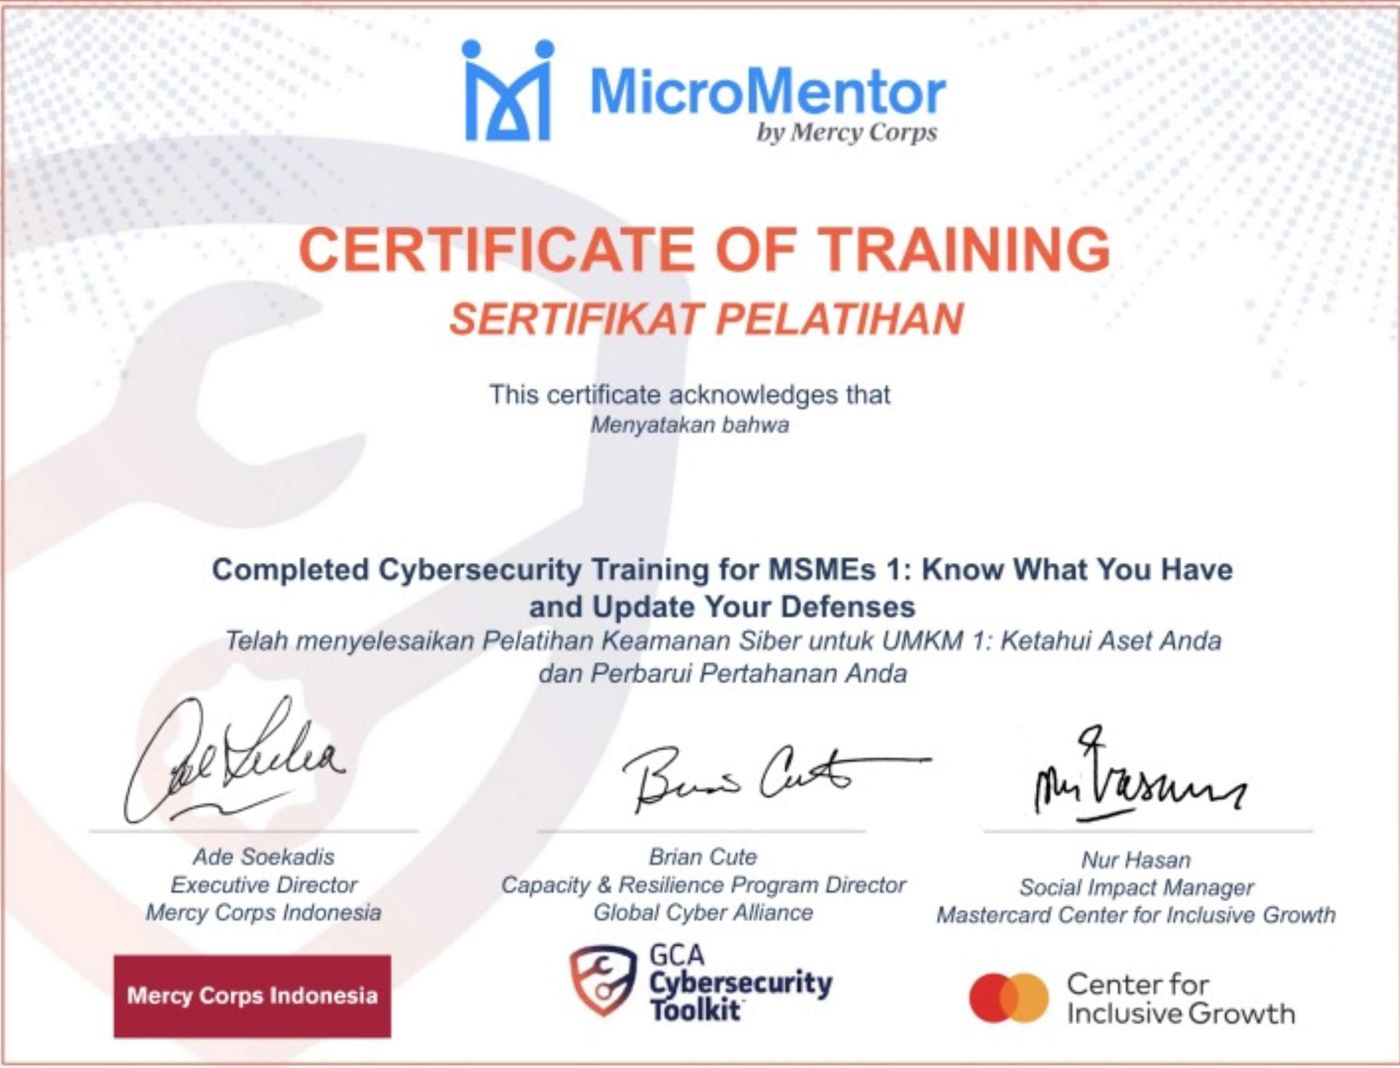 MicroMentor
by Mercy Corps
CERTIFICATE OF TRAINING
SERTIFIKAT PELATIHAN
This certificate acknowledges that
Menyatakan bahwa
Completed Cybersecurity Training for MSMEs 1: Know What You Have
and Update Your Defenses
Telah menyelesaikan Pelatihan Keamanan Siber untuk UMKM 1: Ketahui Aset Anda
dan Perbarui Pertahanan Anda
Ade Soekadis
Executive Director
Mercy Corps Indonesia
Brian Cute
Capacity & Resilience Program Director
Global Cyber Alliance
Nur Hasan
Social Impact Manager
Mastercard Center for Inclusive Growth
Mercy Corps Indonesia
GCA
Cybersecurity
Toolkit
Center for
Inclusive Growth